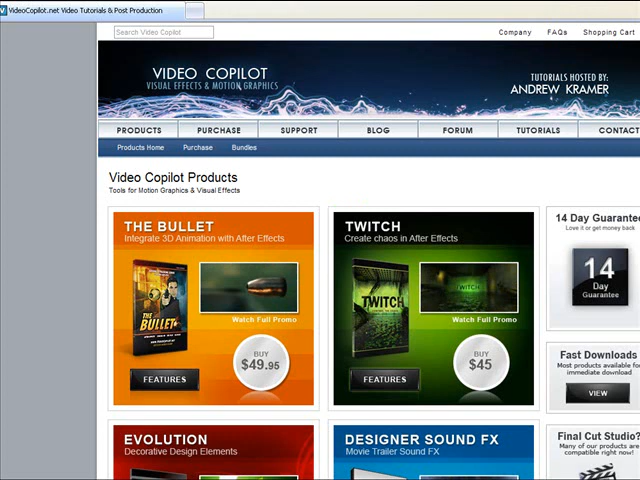 VideoCopilot.net Video Tutorials & Post Production
Search Video Copilot
Company
FAQs
Shopping Cart
VIDEO COPILOT
VISUAL EFFECTS & MOTION GRAPHICS
TUTORIALS HOSTED BY:
ANDREW KRAMER
PRODUCTS
PURCHASE
SUPPORT
BLOG
FORUM
TUTORIALS
CONTACT
Products Home
Purchase
Bundles
Video Copilot Products
Tools for Motion Graphics & Visual Effects
THE BULLET
Integrate 3D Animation with After Effects
THE
BULLET
Watch Full Promo
BUY
$49.95
FEATURES
TWITCH
Create chaos in After Effects
TWITCH
TWITCH
Watch Full Promo
BUY
$45
FEATURES
14 Day Guarantee
Love it or get money back
14
Day
Guarantee
Fast Downloads
Most products available for
immediate download
VIEW
EVOLUTION
Decorative Design Elements
DESIGNER SOUND FX
Movie Trailer Sound FX
Final Cut Studio?
Many of our products are
compatible right now!